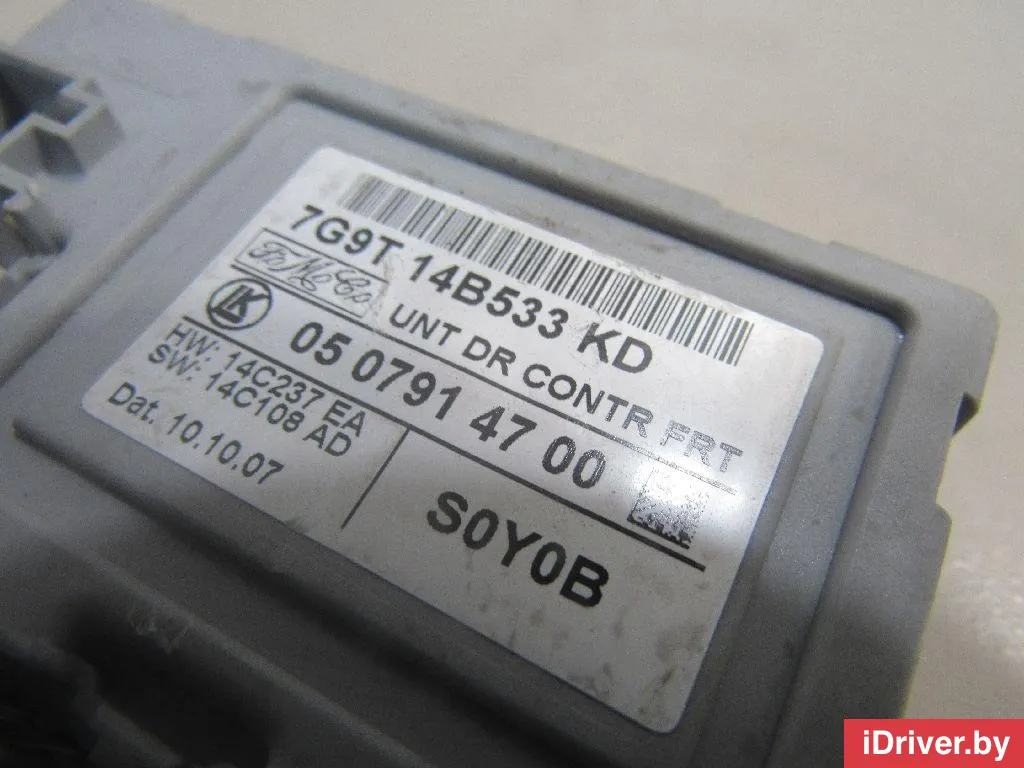 7G9T 14B533 KD
FoMoCo
UNT DR CONTR FRT
LK
05 0791 47 00
HW: 14C237 EA
SW: 14C108 AD
Dat. 10.10.07
S0Y0B
iDriver.by